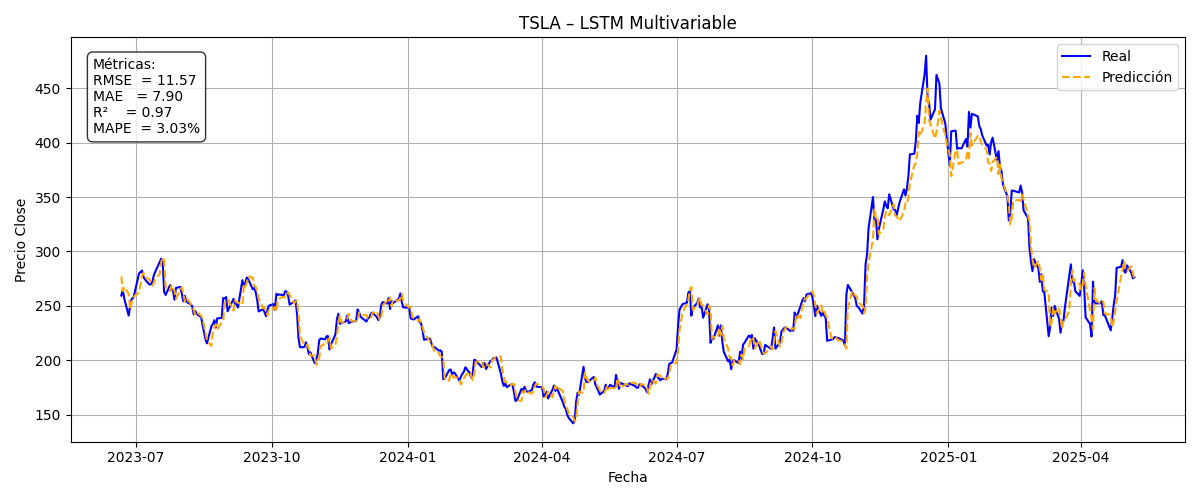 TSLA – LSTM Multivariable
Métricas:
RMSE = 11.57
MAE = 7.90
R² = 0.97
MAPE = 3.03%
Real
Predicción
Precio Close
450
400
350
300
250
200
150
2023-07 2023-10 2024-01 2024-04 2024-07 2024-10 2025-01 2025-04
Fecha